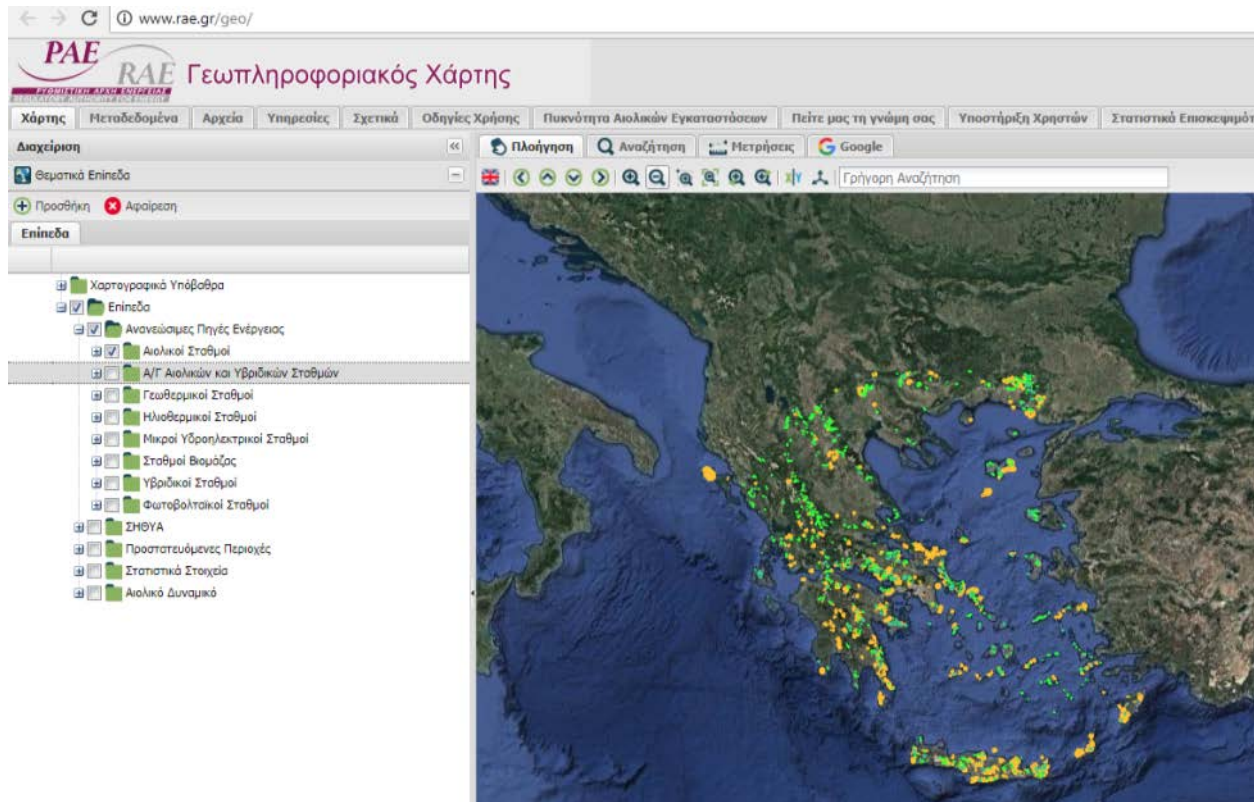 www.rae.gr/geo/
ΡΑΕ
RAE Γεωπληροφοριακός Χάρτης
ΡΥΘΜΙΣΤΙΚΗ ΑΡΧΗ ΕΝΕΡΓΕΙΑΣ
REGULATORY AUTHORITY FOR ENERGY
Χάρτης Μεταδεδομένα Αρχεία Υπηρεσίες Σχετικά Οδηγίες Χρήσης Πυκνότητα Αιολικών Εγκαταστάσεων Πείτε μας τη γνώμη σας Υποστήριξη Χρηστών Στατιστικά Επισκεψιμότ
Διαχείριση Πλοήγηση Αναζήτηση Μετρήσεις Google
Θεματικά Επίπεδα Γρήγορη Αναζήτηση
Προσθήκη Αφαίρεση
Επίπεδα
Χαρτογραφικά Υπόβαθρα
Επίπεδα
Ανανεώσιμες Πηγές Ενέργειας
Αιολικοί Σταθμοί
Α/Γ Αιολικών και Υβριδικών Σταθμών
Γεωθερμικοί Σταθμοί
Ηλιοθερμικοί Σταθμοί
Μικροί Υδροηλεκτρικοί Σταθμοί
Σταθμοί Βιομάζας
Υβριδικοί Σταθμοί
Φωτοβολταϊκοί Σταθμοί
ΣΗΘΥΑ
Προστατευόμενες Περιοχές
Στατιστικά Στοιχεία
Αιολικό Δυναμικό